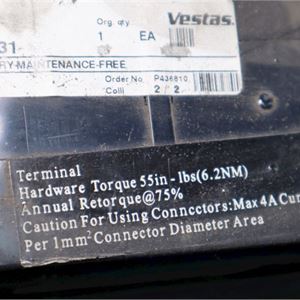 Org. qty
Vestas
31
1 EA
RY-MAINTENANCE-FREE
Order No P436810
Colli 2/2
Terminal
Hardware Torque 55in-lbs(6.2NM)
Annual Retorque@75%
Caution For Using Connectors:Max 4A Cur
Per 1mm² Connector Diameter Area